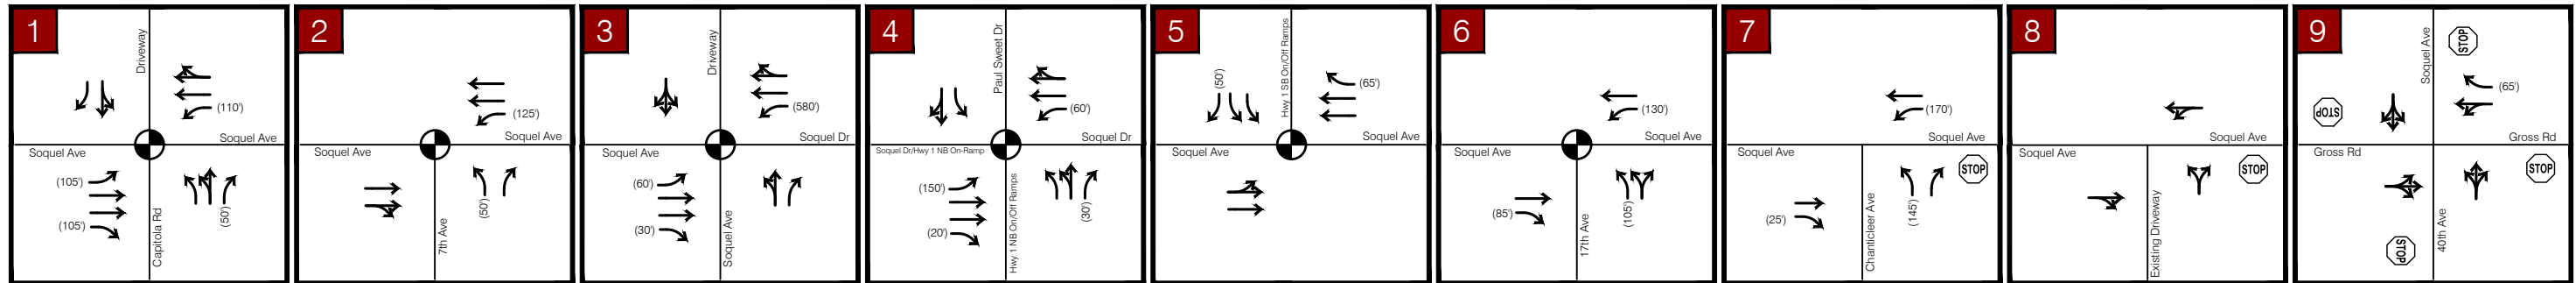 1
Driveway
(110')
Soquel Ave
Soquel Ave
(105')
(105')
Capitola Rd
(50')
2
(125')
Soquel Ave
Soquel Ave
7th Ave
(50')
3
Driveway
(580')
Soquel Dr
Soquel Ave
(60')
(30')
Soquel Ave
4
Paul Sweet Dr
(60')
Soquel Dr
Soquel Dr/Hwy 1 NB On-Ramp
(150')
(20')
Hwy 1 NB On/Off Ramps
(30')
5
(50')
Hwy 1 SB On/Off Ramps
(65')
Soquel Ave
Soquel Ave
6
(130')
Soquel Ave
Soquel Ave
(85')
17th Ave
(105')
7
(170')
Soquel Ave
Soquel Ave
(25')
Chanticleer Ave
(145')
STOP
8
Soquel Ave
Soquel Ave
Existing Driveway
STOP
9
Soquel Ave
STOP
(65')
STOP
Gross Rd
Gross Rd
STOP
40th Ave
STOP